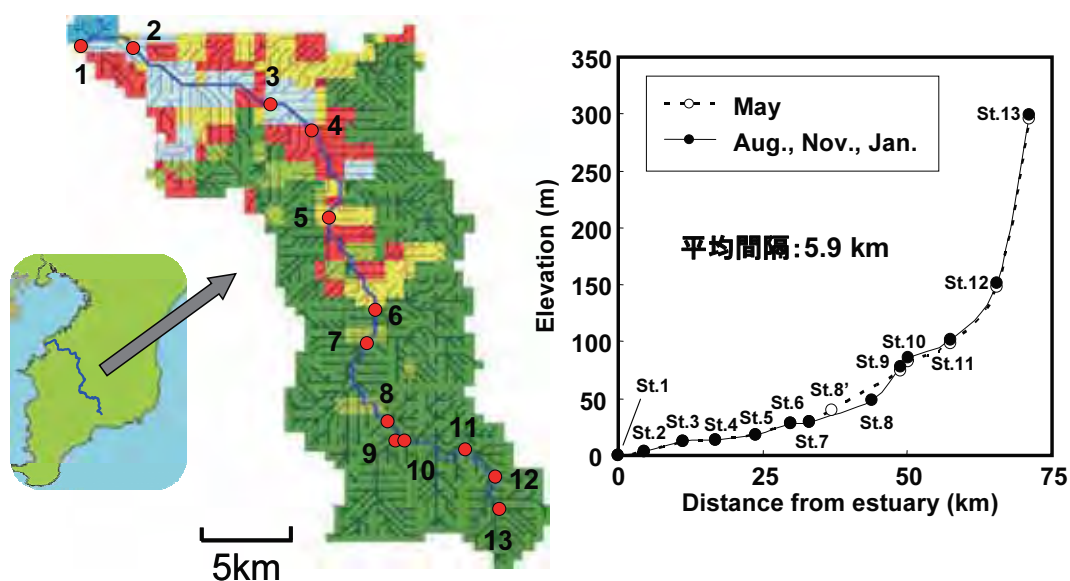 1
2
3
4
5
6
7
8
9
10
11
12
13
5km
350
300
250
200
150
100
50
0
Elevation (m)
May
Aug., Nov., Jan.
平均間隔:5.9 km
St.1
St.2
St.3
St.4
St.5
St.6
St.7
St.8'
St.8
St.9
St.10
St.11
St.12
St.13
0
25
50
75
Distance from estuary (km)